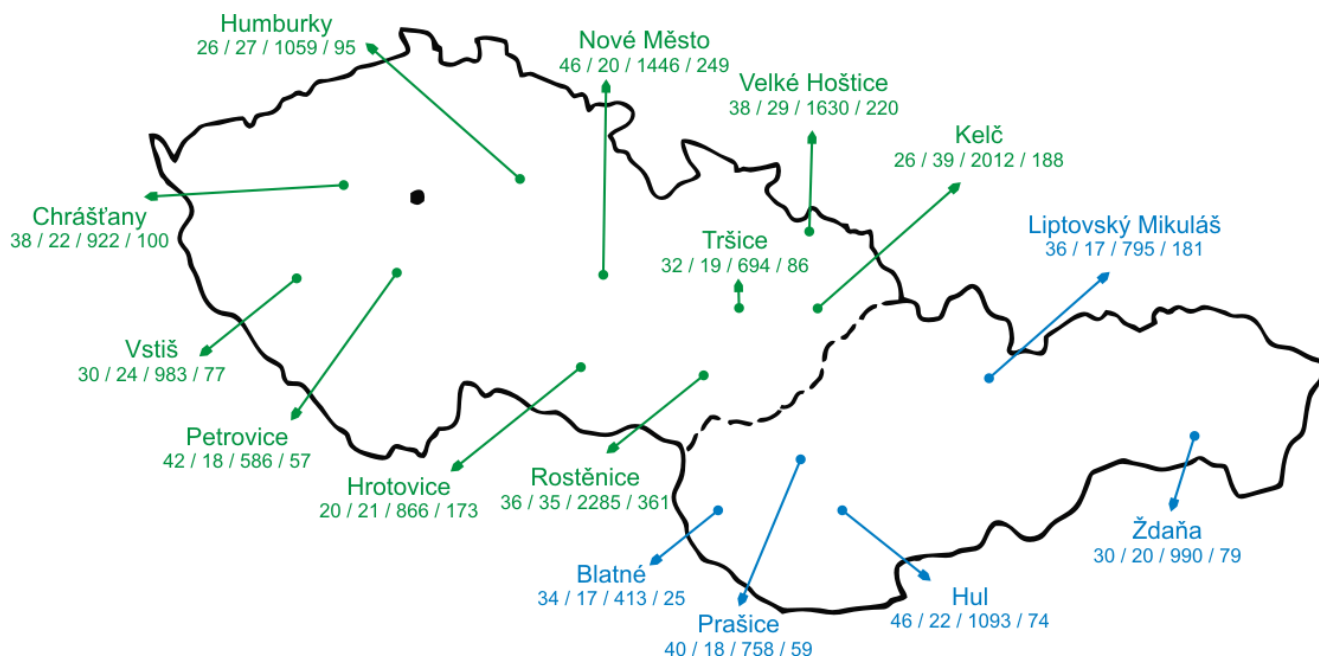 Humburky
26 / 27 / 1059 / 95
Nové Město
46 / 20 / 1446 / 249
Velké Hoštice
38 / 29 / 1630 / 220
Kelč
26 / 39 / 2012 / 188
Chrášťany
38 / 22 / 922 / 100
Tršice
32 / 19 / 694 / 86
Liptovský Mikuláš
36 / 17 / 795 / 181
Vstiš
30 / 24 / 983 / 77
Petrovice
42 / 18 / 586 / 57
Hrotovice
20 / 21 / 866 / 173
Rostěnice
36 / 35 / 2285 / 361
Blatné
34 / 17 / 413 / 25
Prašice
40 / 18 / 758 / 59
Hul
46 / 22 / 1093 / 74
Ždaňa
30 / 20 / 990 / 79